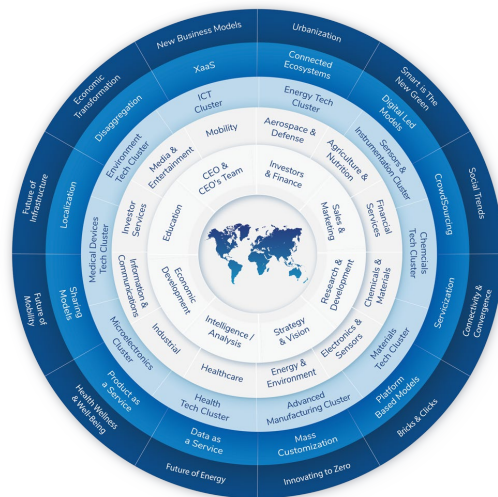 New Business Models
Urbanization
Smart is The
New Green
Social Trends
Connectivity &
Convergence
Bricks & Clicks
Innovating to Zero
Future of Energy
Health Wellness
& Well-Being
Future of
Mobility
Future of
Infrastructure
Economic
Transformation
XaaS
Connected
Ecosystems
Digital Led
Models
CrowdSourcing
Servicization
Platform
Based Models
Mass
Customization
Data as
a Service
Product as
a Service
Sharing
Models
Localization
Disaggregation
ICT
Cluster
Energy Tech
Cluster
Sensors &
Instrumentation Cluster
Chemcials
Tech Cluster
Materials
Tech Cluster
Advanced
Manufacturing Cluster
Health
Tech Cluster
Microelectronics
Cluster
Medical Devices
Tech Cluster
Environment
Tech Cluster
Mobility
Aerospace &
Defense
Agriculture &
Nutrition
Financial
Services
Chemicals &
Materials
Electronics &
Sensors
Energy &
Environment
Healthcare
Industrial
Information &
Communications
Investor
Services
Media &
Entertainment
CEO &
CEO's Team
Investors
& Finance
Sales &
Marketing
Research &
Development
Strategy
& Vision
Intelligence /
Analysis
Economic
Development
Education